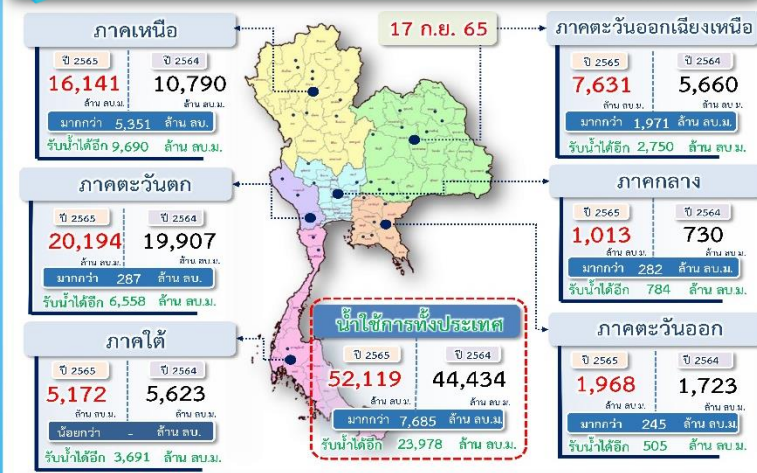 ภาคเหนือ
ปี 2565 ปี 2564
16,141 10,790
ล้าน ลบ.ม. ล้าน ลบ.ม.
มากกว่า 5,351 ล้าน ลบ.
รับน้ำได้อีก 9,690 ล้าน ลบ.ม.
17 ก.ย. 65
ภาคตะวันออกเฉียงเหนือ
ปี 2565 ปี 2564
7,631 5,660
ล้าน ลบ.ม. ล้าน ลบ.ม.
มากกว่า 1,971 ล้าน ลบ.ม.
รับน้ำได้อีก 2,750 ล้าน ลบ.ม.
ภาคตะวันตก
ปี 2565 ปี 2564
20,194 19,907
ล้าน ลบ.ม. ล้าน ลบ.ม.
มากกว่า 287 ล้าน ลบ.
รับน้ำได้อีก 6,558 ล้าน ลบ.ม.
ภาคกลาง
ปี 2565 ปี 2564
1,013 730
ล้าน ลบ.ม. ล้าน ลบ.ม.
มากกว่า 282 ล้าน ลบ.ม.
รับน้ำได้อีก 784 ล้าน ลบ.ม.
ภาคใต้
ปี 2565 ปี 2564
5,172 5,623
ล้าน ลบ.ม. ล้าน ลบ.ม.
น้อยกว่า - ล้าน ลบ.
รับน้ำได้อีก 3,691 ล้าน ลบ.ม.
น้ำใช้การทั้งประเทศ
ปี 2565 ปี 2564
52,119 44,434
ล้าน ลบ.ม. ล้าน ลบ.ม.
มากกว่า 7,685 ล้าน ลบ.ม.
รับน้ำได้อีก 23,978 ล้าน ลบ.ม.
ภาคตะวันออก
ปี 2565 ปี 2564
1,968 1,723
ล้าน ลบ.ม. ล้าน ลบ.ม.
มากกว่า 245 ล้าน ลบ.ม.
รับน้ำได้อีก 505 ล้าน ลบ.ม.